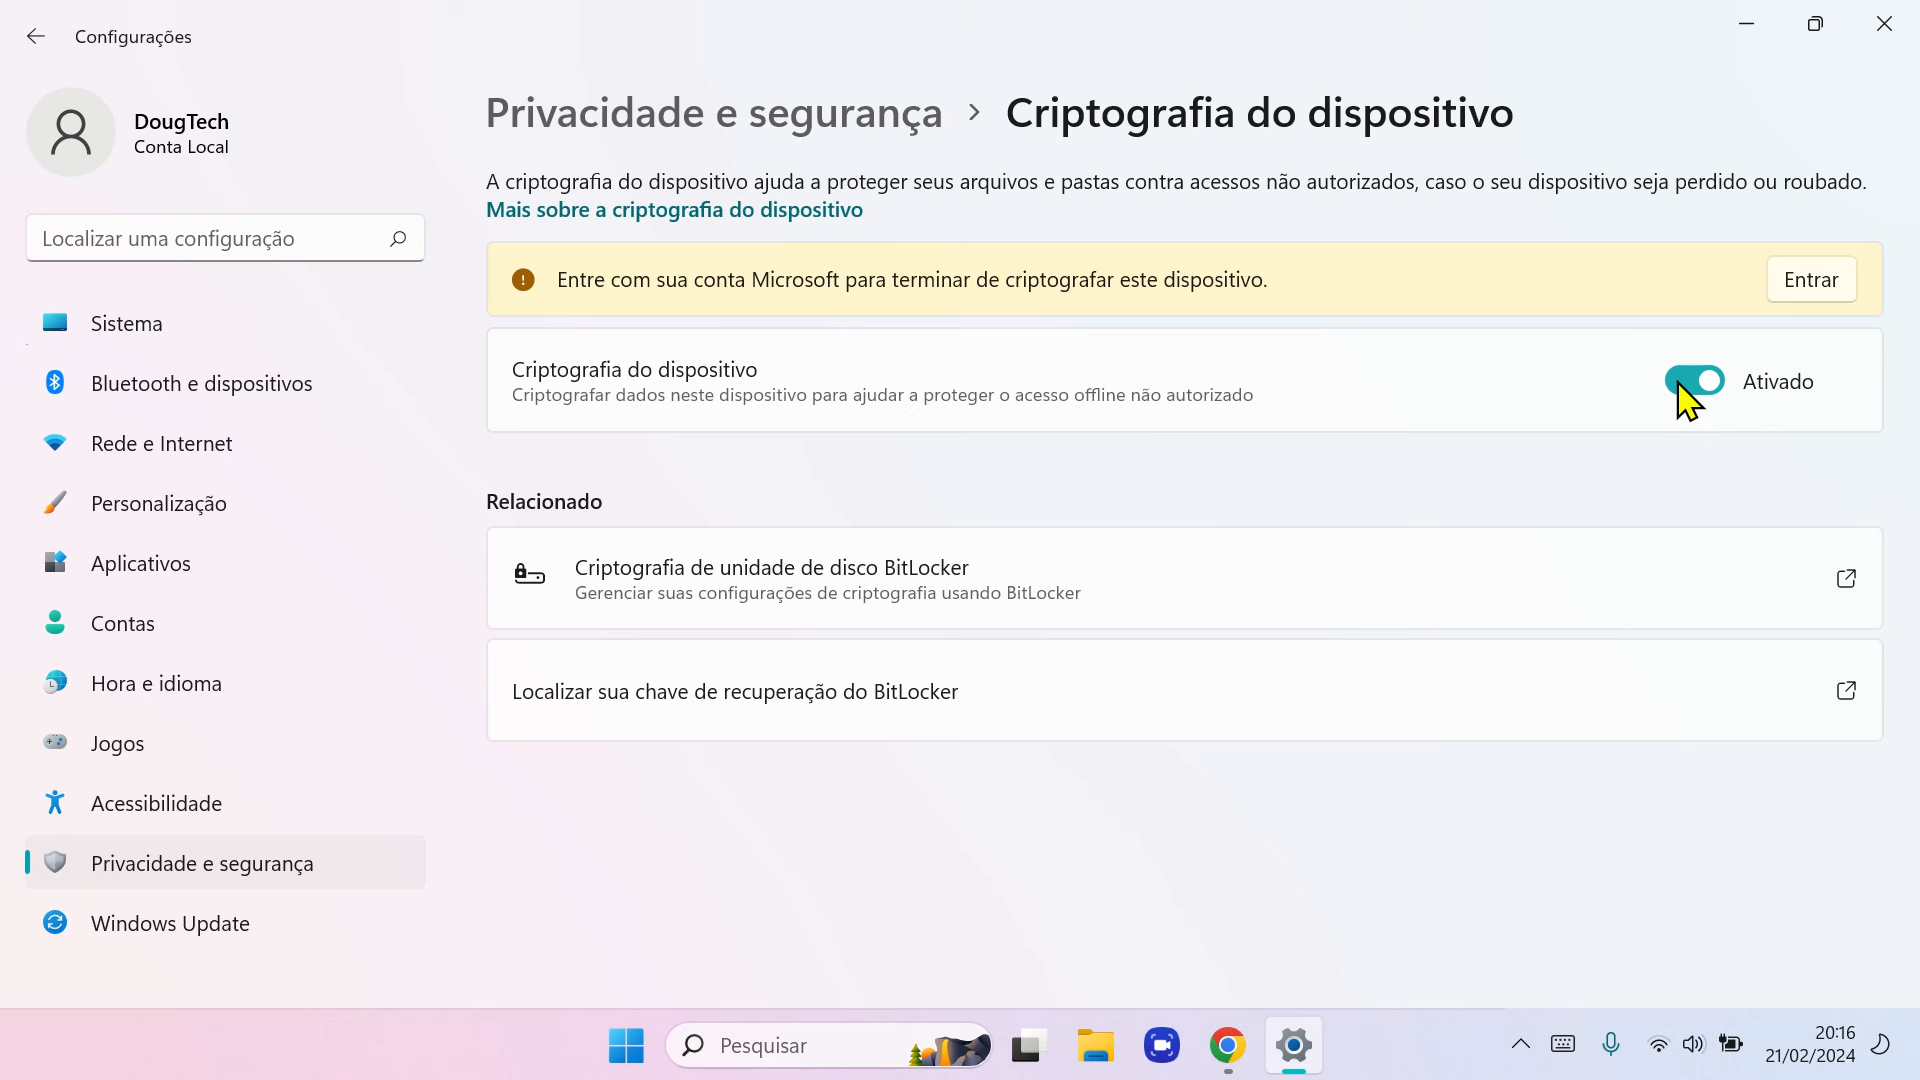 Configurações
DougTech
Conta Local
Localizar uma configuração
Sistema
Bluetooth e dispositivos
Rede e Internet
Personalização
Aplicativos
Contas
Hora e idioma
Jogos
Acessibilidade
Privacidade e segurança
Windows Update
Privacidade e segurança › Criptografia do dispositivo
A criptografia do dispositivo ajuda a proteger seus arquivos e pastas contra acessos não autorizados, caso o seu dispositivo seja perdido ou roubado.
Mais sobre a criptografia do dispositivo
Entre com sua conta Microsoft para terminar de criptografar este dispositivo.
Entrar
Criptografia do dispositivo
Criptografar dados neste dispositivo para ajudar a proteger o acesso offline não autorizado
Ativado
Relacionado
Criptografia de unidade de disco BitLocker
Gerenciar suas configurações de criptografia usando BitLocker
Localizar sua chave de recuperação do BitLocker
Pesquisar
20:16
21/02/2024